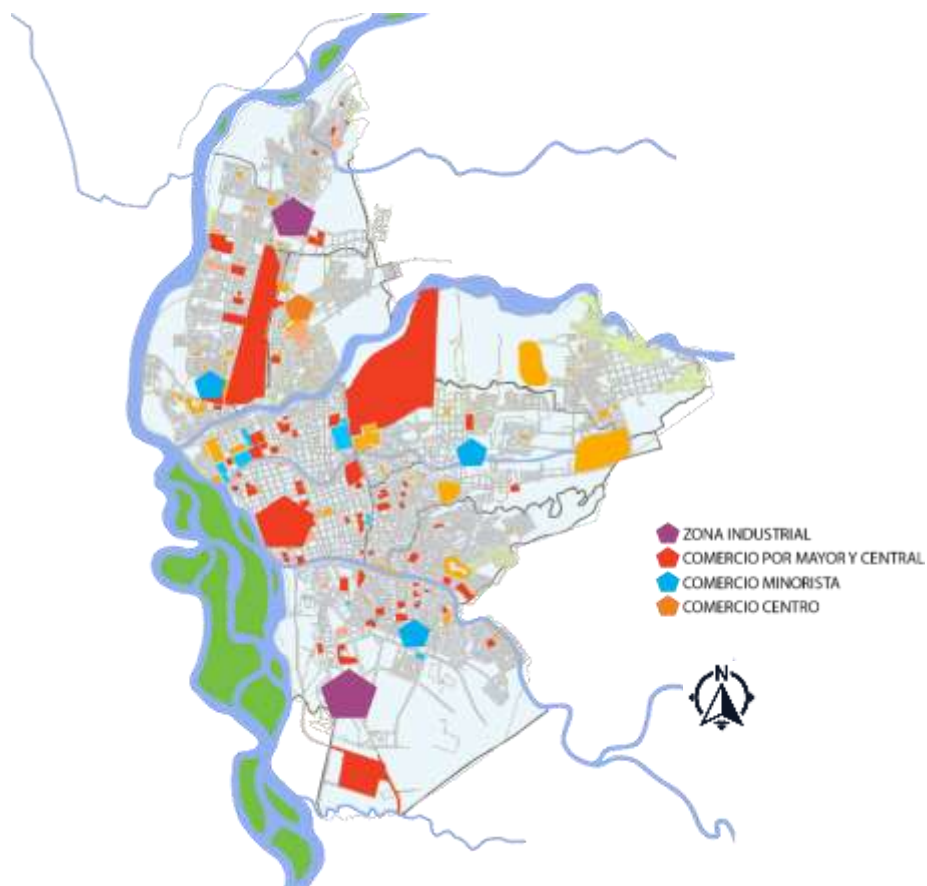 ZONA INDUSTRIAL
COMERCIO POR MAYOR Y CENTRAL
COMERCIO MINORISTA
COMERCIO CENTRO
N